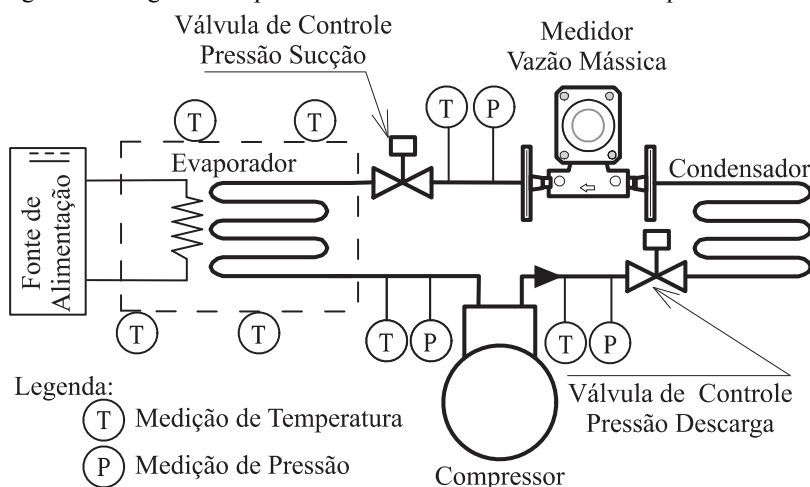 Válvula de Controle
Pressão Sucção
Medidor
Vazão Mássica
T
P
T
T
Evaporador
Condensador
Fonte de
Alimentação
T
T
T
P
T
P
Legenda:
T Medição de Temperatura
P Medição de Pressão
Válvula de Controle
Pressão Descarga
Compressor